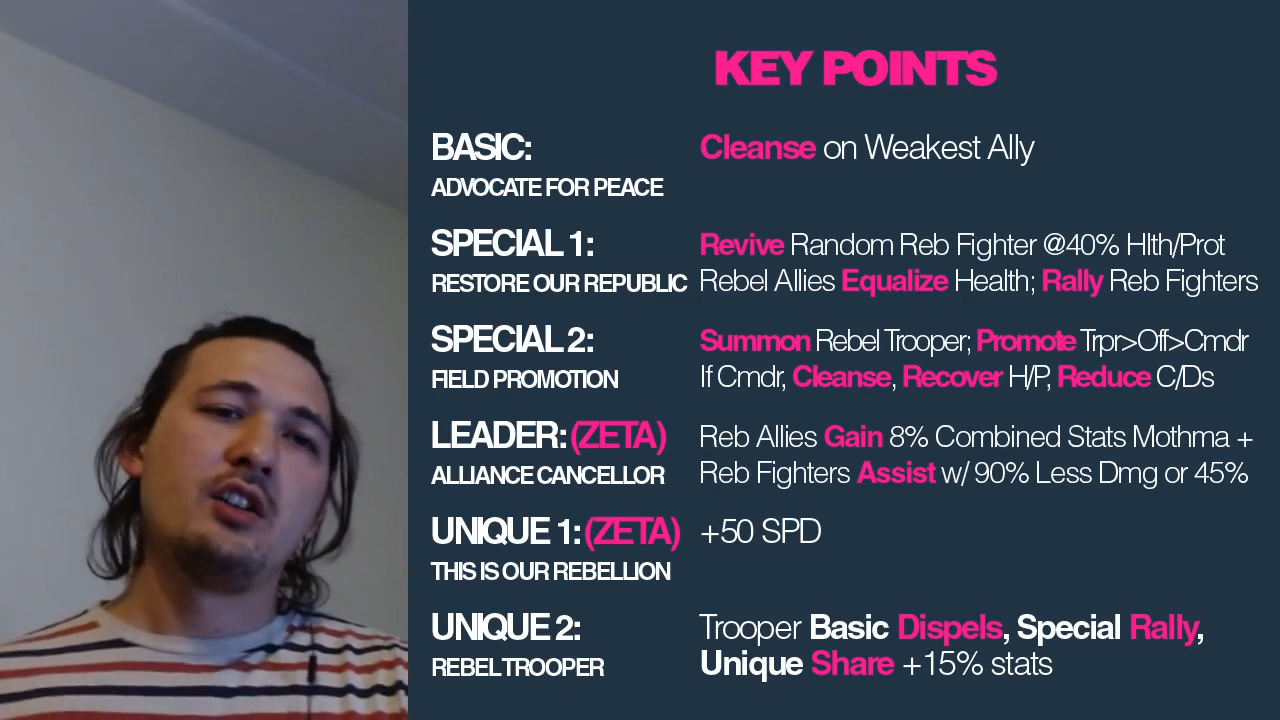 KEY POINTS
BASIC:
Cleanse on Weakest Ally
ADVOCATE FOR PEACE
SPECIAL 1:
Revive Random Reb Fighter @40% Hlth/Prot
RESTORE OUR REPUBLIC
Rebel Allies Equalize Health; Rally Reb Fighters
SPECIAL 2:
Summon Rebel Trooper; Promote Trpr>Off>Cmdr
FIELD PROMOTION
If Cmdr, Cleanse, Recover H/P, Reduce C/Ds
LEADER: (ZETA)
Reb Allies Gain 8% Combined Stats Mothma +
ALLIANCE CANCELLOR
Reb Fighters Assist w/ 90% Less Dmg or 45%
UNIQUE 1: (ZETA)
+50 SPD
THIS IS OUR REBELLION
UNIQUE 2:
Trooper Basic Dispels, Special Rally,
REBEL TROOPER
Unique Share +15% stats